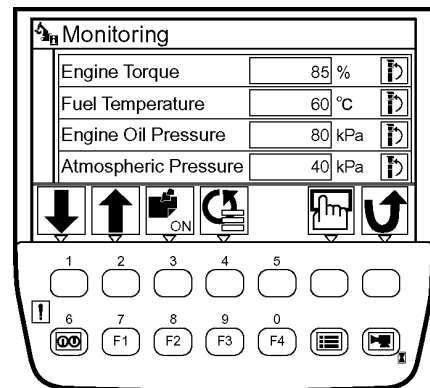 Monitoring
Engine Torque 85 %
Fuel Temperature 60 °C
Engine Oil Pressure 80 kPa
Atmospheric Pressure 40 kPa
ON
1 2 3 4 5
!
6 7 8 9 0
F1 F2 F3 F4